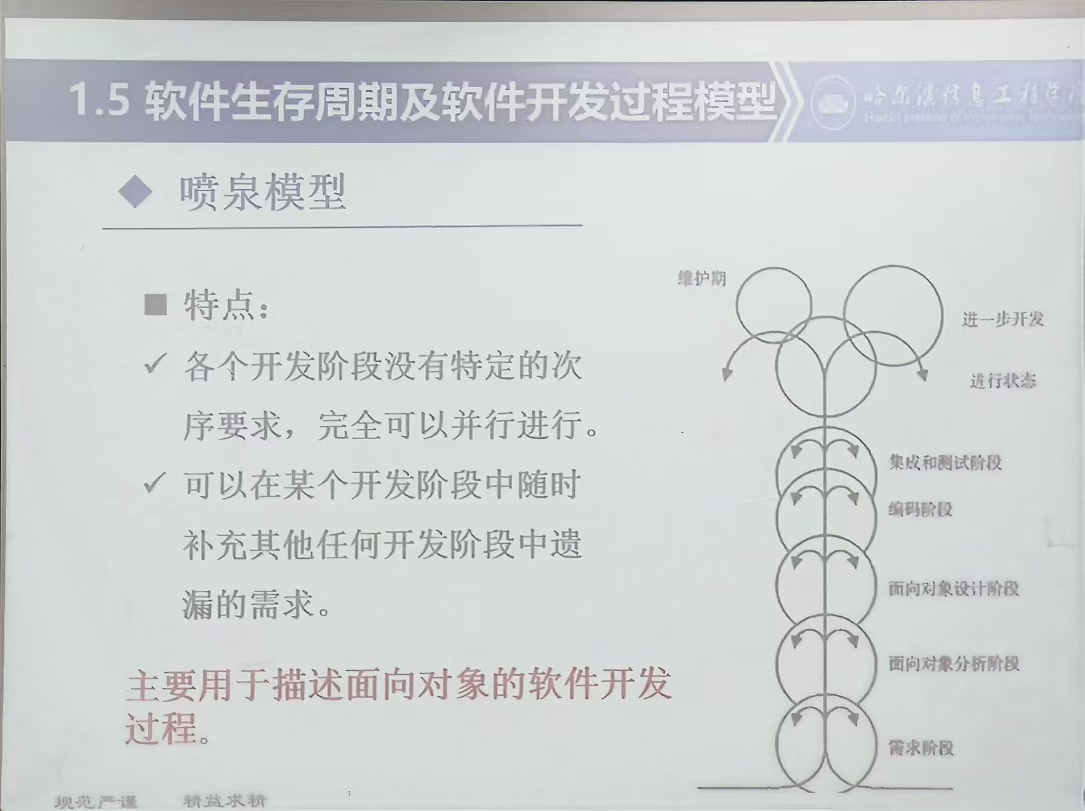 1.5 软件生存周期及软件开发过程模型
哈尔滨信息工程学院
Harbin Institute of Information Technology
喷泉模型
特点：
各个开发阶段没有特定的次
序要求，完全可以并行进行。
可以在某个开发阶段中随时
补充其他任何开发阶段中遗
漏的需求。
主要用于描述面向对象的软件开发
过程。
维护期
进一步开发
进行状态
集成和测试阶段
编码阶段
面向对象设计阶段
面向对象分析阶段
需求阶段
规范严谨 精益求精